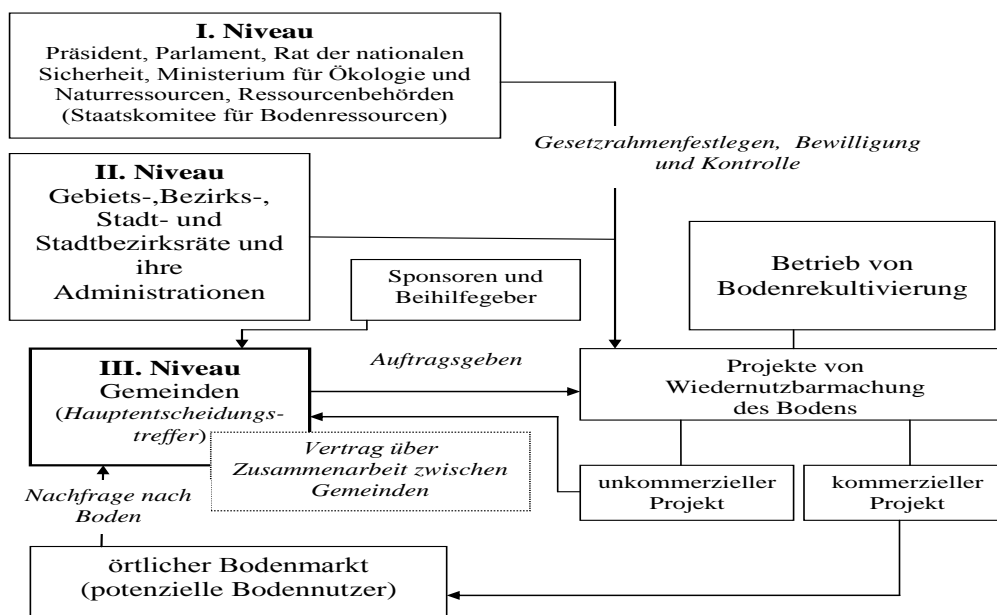 I. Niveau
Präsident, Parlament, Rat der nationalen
Sicherheit, Ministerium für Ökologie und
Naturressourcen, Ressourcenbehörden
(Staatskomitee für Bodenressourcen)
Gesetzrahmenfestlegen, Bewilligung
und Kontrolle
II. Niveau
Gebiets-,Bezirks-,
Stadt- und
Stadtbezirksräte und
ihre
Administrationen
Sponsoren und
Beihilfegeber
Betrieb von
Bodenrekultivierung
III. Niveau
Gemeinden
(Hauptentscheidungs-
treffer)
Auftragsgeben
Projekte von
Wiedernutzbarmachung
des Bodens
Vertrag über
Zusammenarbeit zwischen
Gemeinden
unkommerzieller
Projekt
kommerzieller
Projekt
Nachfrage nach
Boden
örtlicher Bodenmarkt
(potenzielle Bodennutzer)